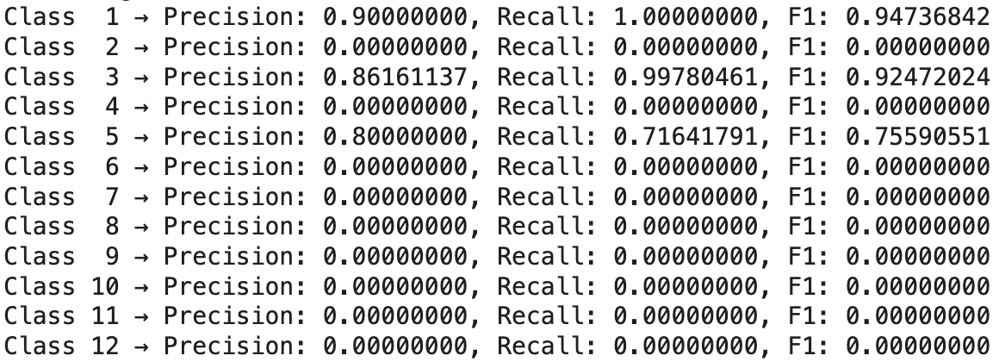 Class  1 → Precision: 0.90000000, Recall: 1.00000000, F1: 0.94736842
Class  2 → Precision: 0.00000000, Recall: 0.00000000, F1: 0.00000000
Class  3 → Precision: 0.86161137, Recall: 0.99780461, F1: 0.92472024
Class  4 → Precision: 0.00000000, Recall: 0.00000000, F1: 0.00000000
Class  5 → Precision: 0.80000000, Recall: 0.71641791, F1: 0.75590551
Class  6 → Precision: 0.00000000, Recall: 0.00000000, F1: 0.00000000
Class  7 → Precision: 0.00000000, Recall: 0.00000000, F1: 0.00000000
Class  8 → Precision: 0.00000000, Recall: 0.00000000, F1: 0.00000000
Class  9 → Precision: 0.00000000, Recall: 0.00000000, F1: 0.00000000
Class 10 → Precision: 0.00000000, Recall: 0.00000000, F1: 0.00000000
Class 11 → Precision: 0.00000000, Recall: 0.00000000, F1: 0.00000000
Class 12 → Precision: 0.00000000, Recall: 0.00000000, F1: 0.00000000